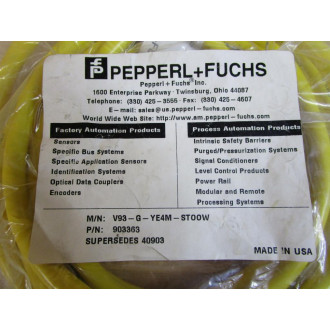 PEPPERL+FUCHS
Pepperl + Fuchs Inc.
1600 Enterprise Parkway · Twinsburg, Ohio 44087
Telephone: (330) 425-3555 · Fax: (330) 425-4607
E-mail: sales@us.pepperl-fuchs.com
World Wide Web Site: http://www.am.pepperl-fuchs.com
Factory Automation Products
Sensors
Specific Bus Systems
Specific Application Sensors
Identification Systems
Optical Data Couplers
Encoders
Process Automation Products
Intrinsic Safety Barriers
Purged/Pressurization Systems
Signal Conditioners
Level Control Products
Power Rail
Modular and Remote
Processing Systems
M/N: V93-G-YE4M-STOOW
P/N: 903363
SUPERSEDES 40903
MADE IN USA